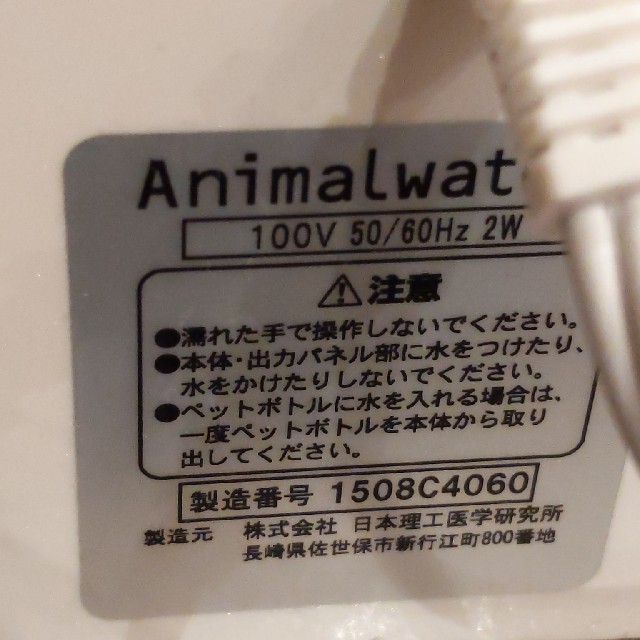 Animalwat
100V 50/60Hz 2W
⚠注意
●濡れた手で操作しないでください。
●本体・出力パネル部に水をつけたり、
水をかけたりしないでください。
●ペットボトルに水を入れる場合は、
一度ペットボトルを本体から取り
出してください。
製造番号 1508C4060
製造元 株式会社 日本理工医学研究所
長崎県佐世保市新行江町800番地